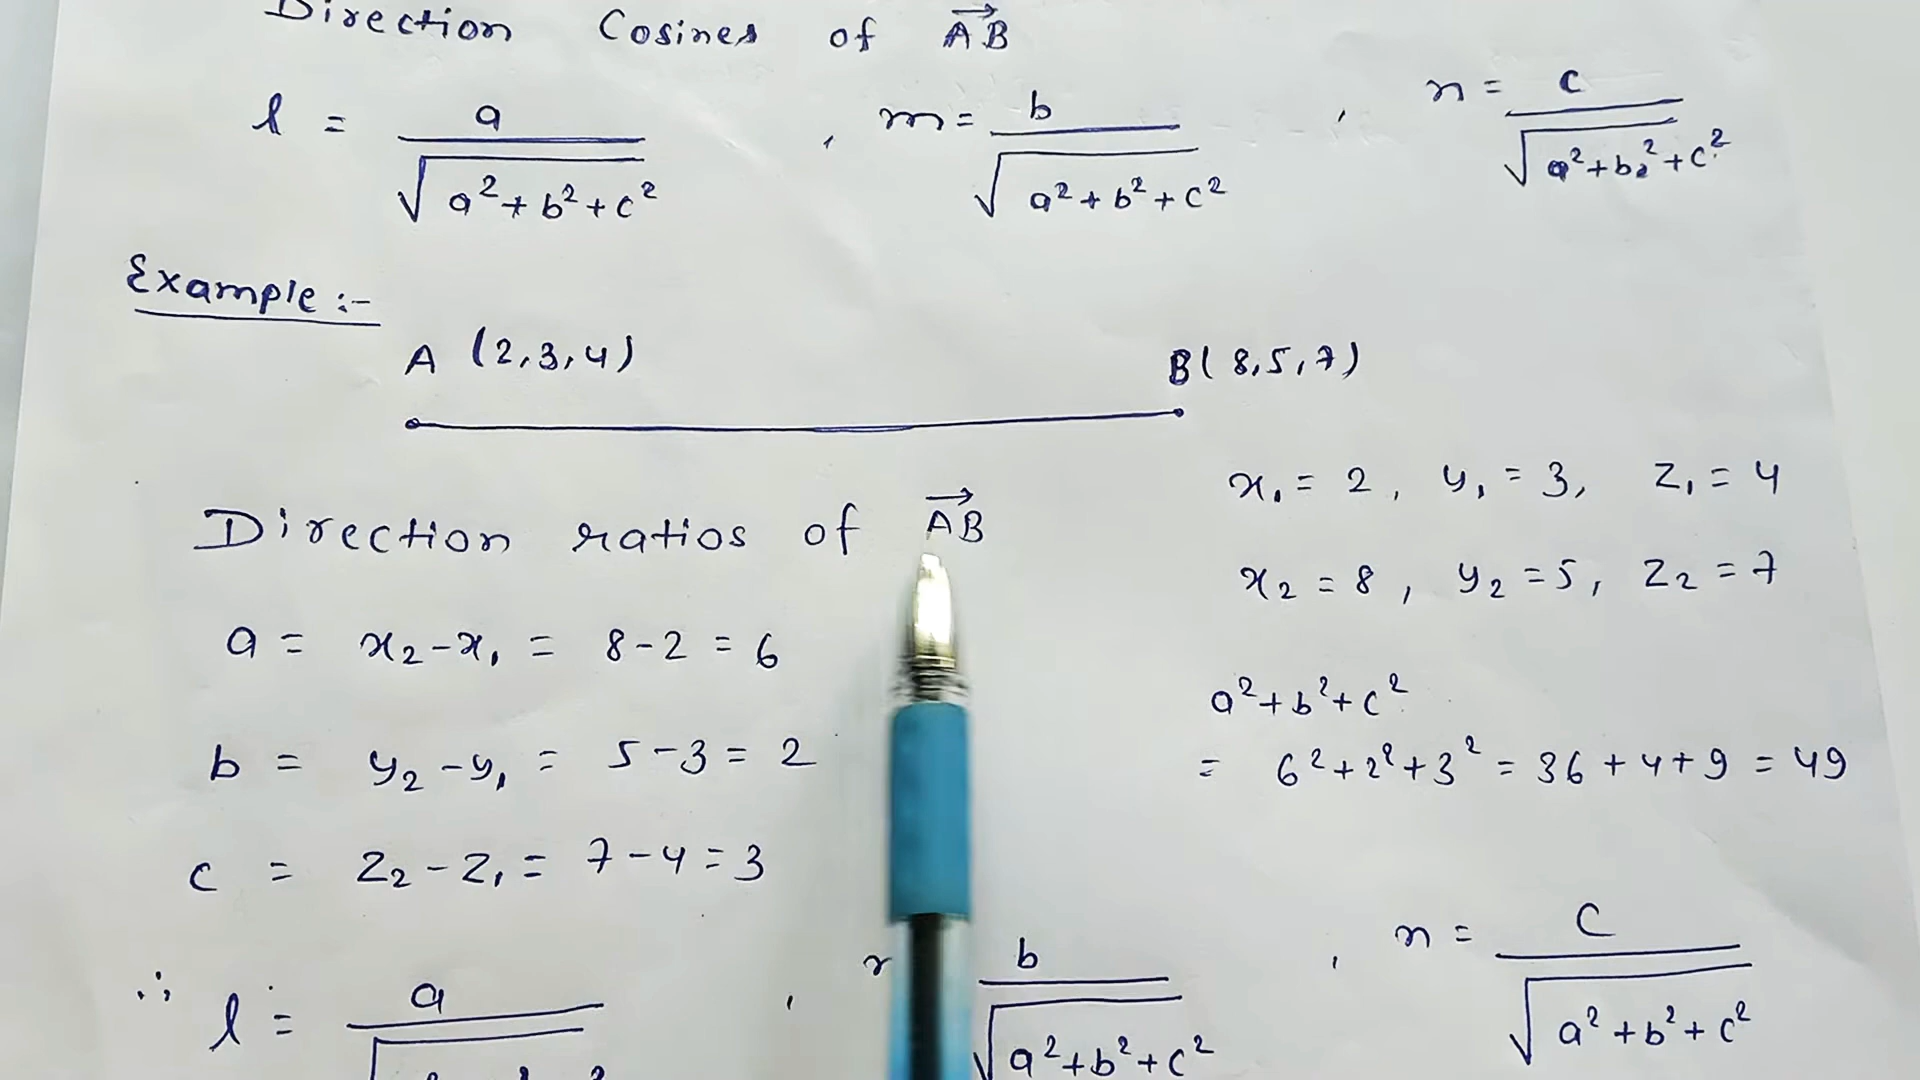 Direction Cosines of \overrightarrow{AB}
l = a / √(a² + b² + c²) , m = b / √(a² + b² + c²) , n = c / √(a² + b² + c²)
Example :-
A (2, 3, 4) B ( 8, 5, 7 )
x₁ = 2 , y₁ = 3, z₁ = 4
Direction ratios of \overrightarrow{AB}
x₂ = 8 , y₂ = 5, z₂ = 7
a = x₂ - x₁ = 8 - 2 = 6
a² + b² + c²
b = y₂ - y₁ = 5 - 3 = 2
= 6² + 2² + 3² = 36 + 4 + 9 = 49
c = z₂ - z₁ = 7 - 4 = 3
∴ l = a / √ , b / √(a² + b² + c²) , n = c / √(a² + b² + c²)